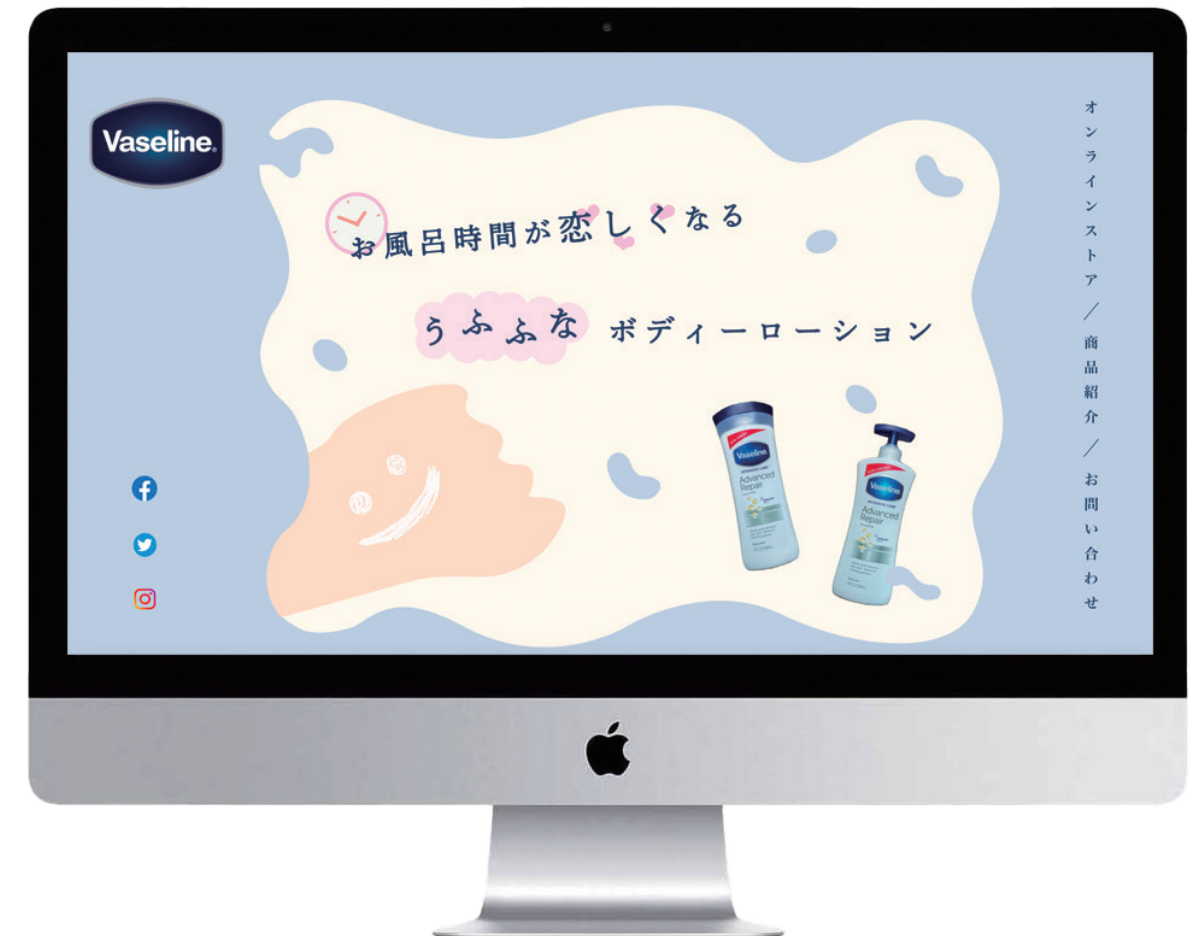 Vaseline.
お風呂時間が恋しくなる
うふふな ボディーローション
オンラインストア／商品紹介／お問い合わせ
Vaseline
Advanced
Repair
Vaseline
Advanced
Repair